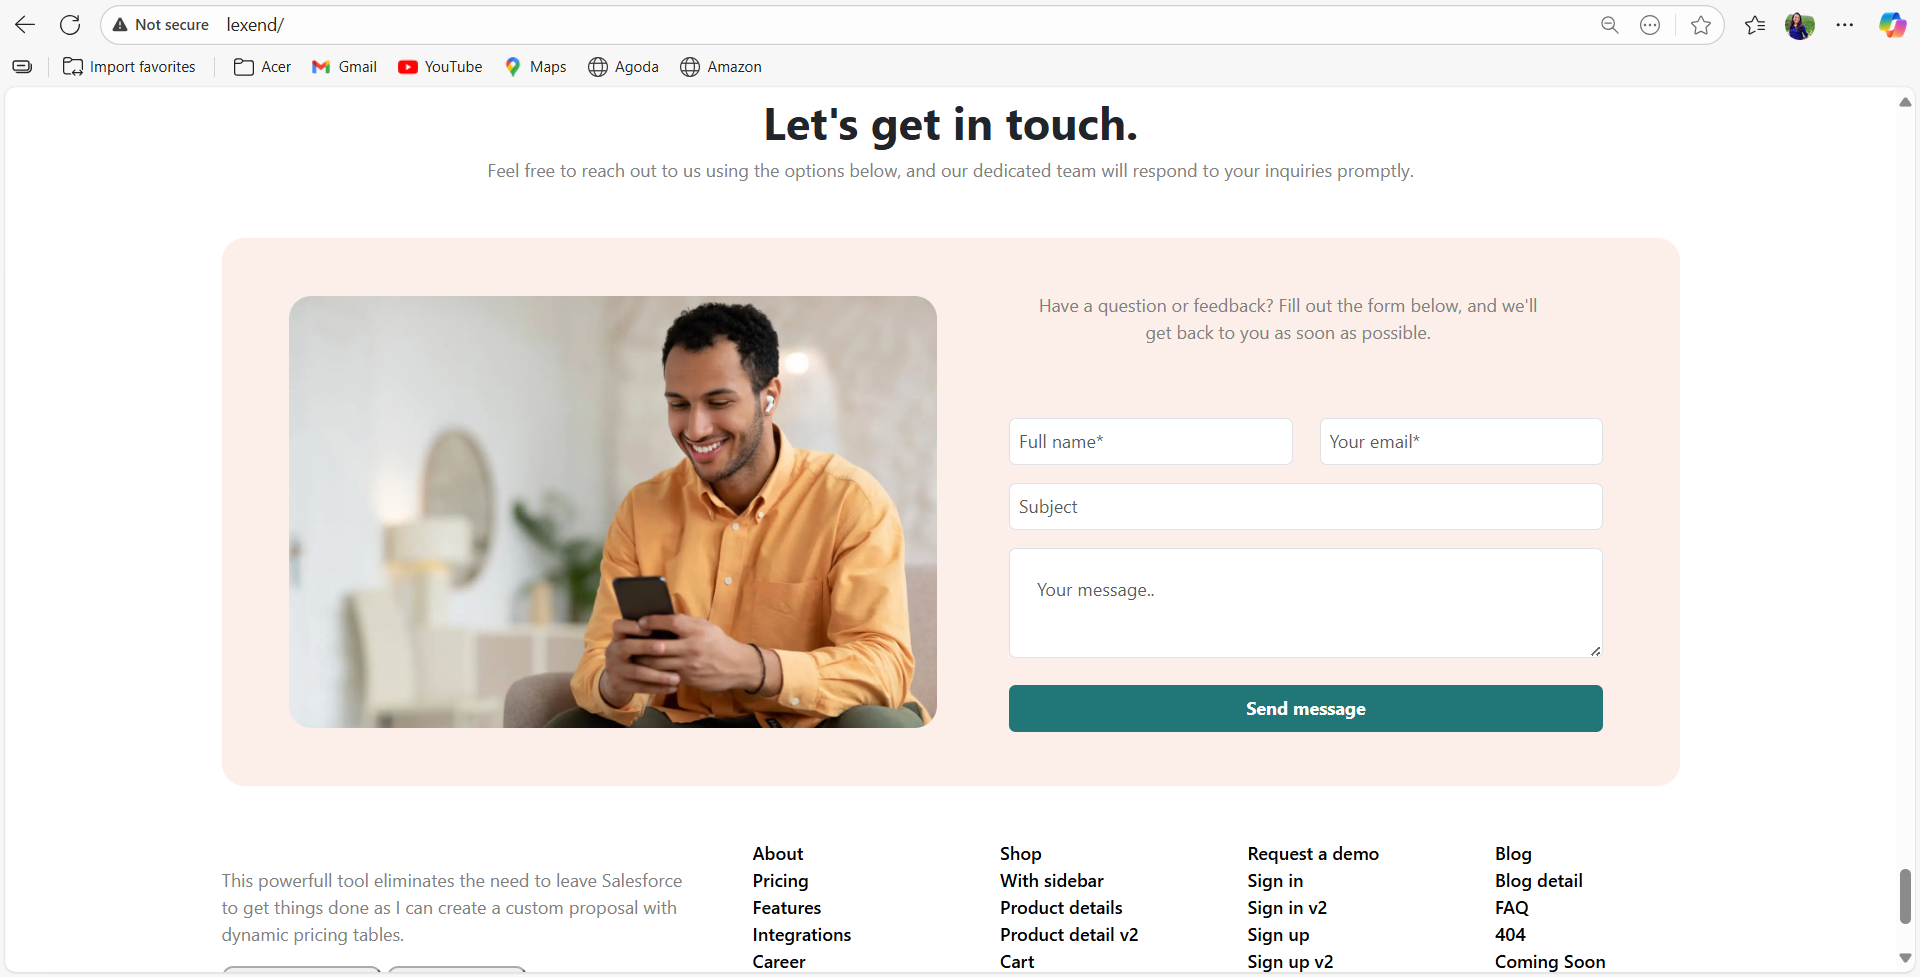 Not secure
lexend/
Import favorites
Acer
Gmail
YouTube
Maps
Agoda
Amazon
Let's get in touch.
Feel free to reach out to us using the options below, and our dedicated team will respond to your inquiries promptly.
Have a question or feedback? Fill out the form below, and we'll
get back to you as soon as possible.
Full name*
Your email*
Subject
Your message..
Send message
This powerfull tool eliminates the need to leave Salesforce
to get things done as I can create a custom proposal with
dynamic pricing tables.
About
Pricing
Features
Integrations
Career
Shop
With sidebar
Product details
Product detail v2
Cart
Request a demo
Sign in
Sign in v2
Sign up
Sign up v2
Blog
Blog detail
FAQ
404
Coming Soon